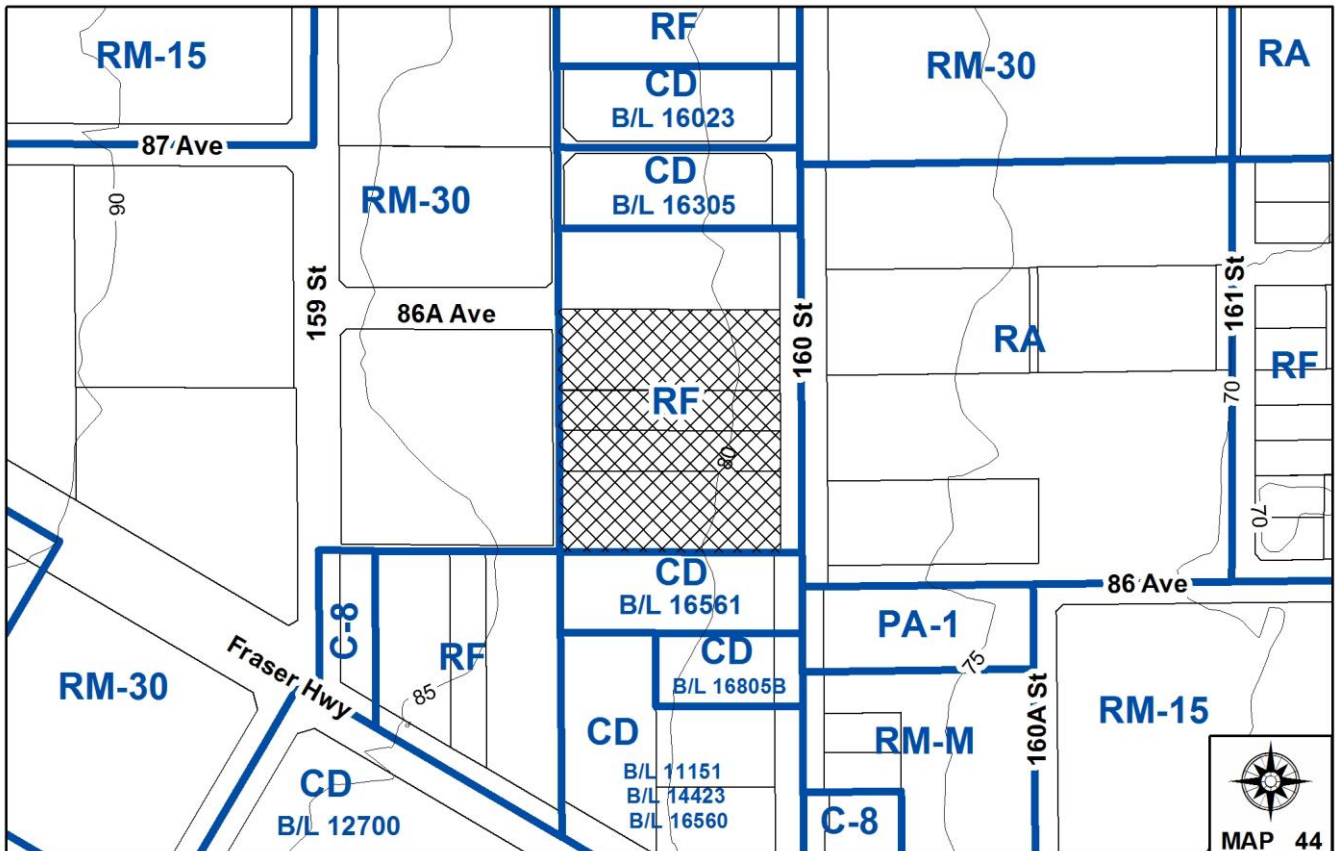 RM-15
RF
RM-30
RA
CD
B/L 16023
87 Ave
CD
B/L 16305
90
RM-30
159 St
86A Ave
160 St
161 St
RA
RF
RF
70
80
70
CD
B/L 16561
86 Ave
C-8
RF
PA-1
CD
B/L 16805B
75
Fraser Hwy
RM-30
85
160A St
RM-15
CD
RM-M
B/L 11151
B/L 14423
B/L 16560
CD
B/L 12700
C-8
MAP 44